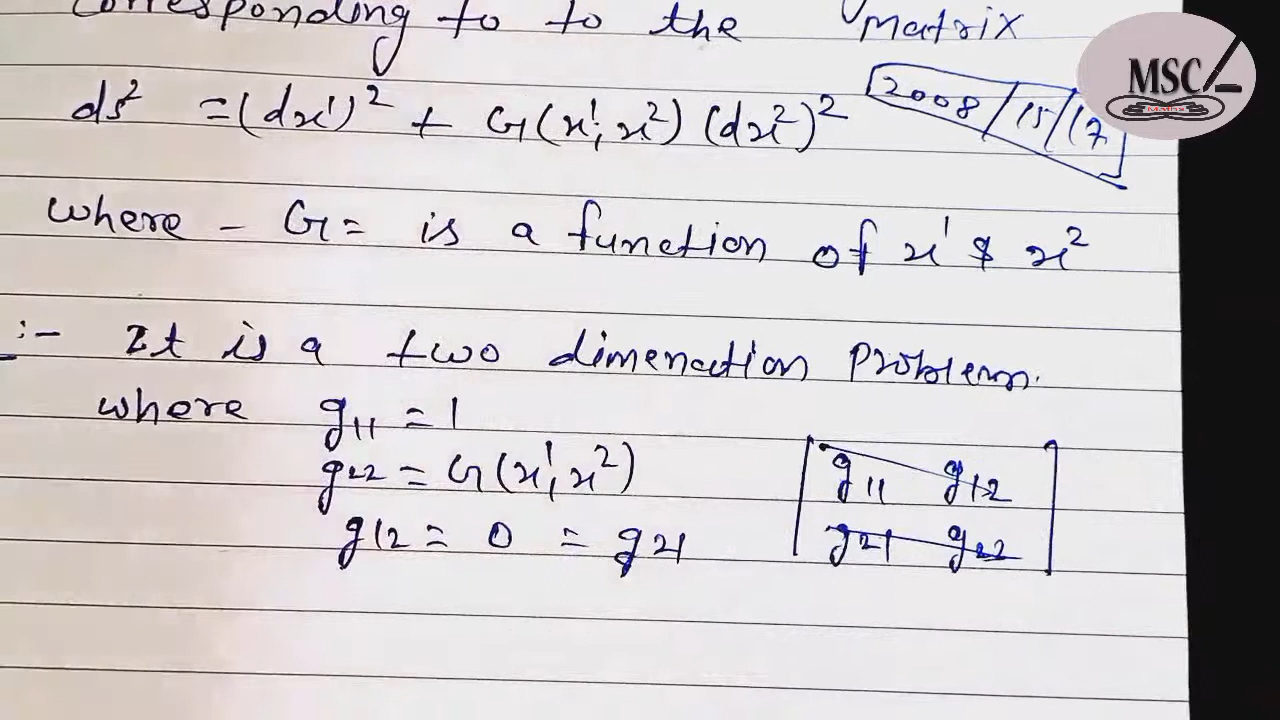 corresponding to to the matrix
ds² = (dx¹)² + G(x¹, x²) (dx²)² 2008/15/17
MSC
Maths
where - G = is a function of x¹ & x²
:- It is a two dimenaction Problem.
where g₁₁ = 1
g₂₂ = G(x¹, x²)
g₁₂ = 0 = g₂₁
g₁₁ g₁₂
g₂₁ g₂₂